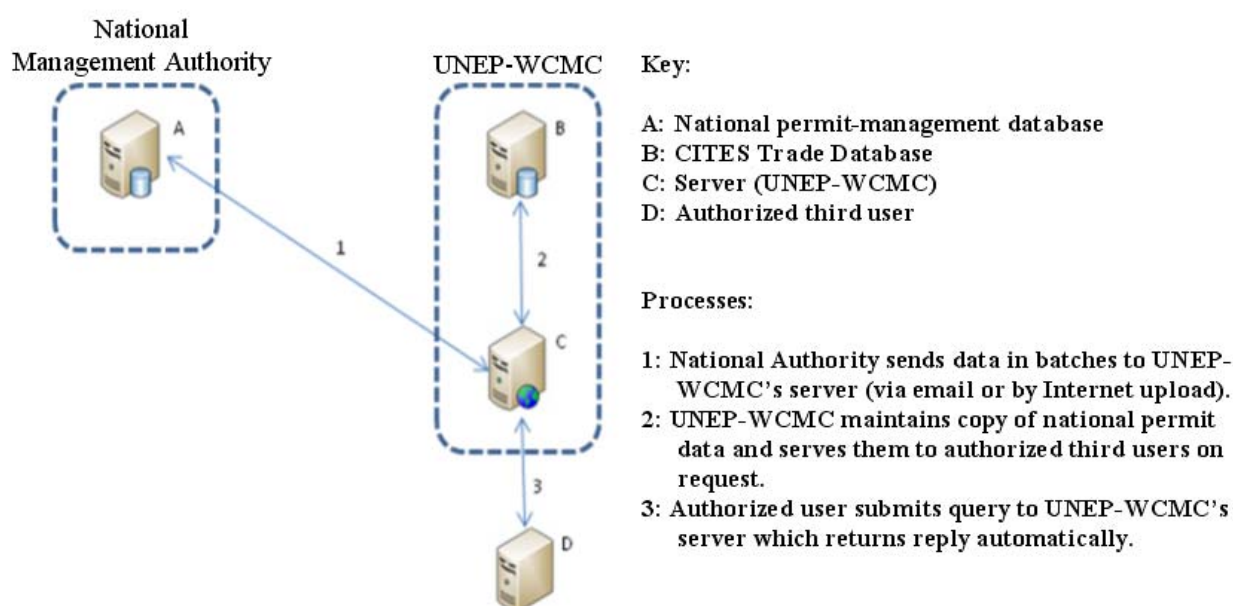 National
Management Authority
UNEP-WCMC
A
B
1
2
C
3
D
Key:
A: National permit-management database
B: CITES Trade Database
C: Server (UNEP-WCMC)
D: Authorized third user
Processes:
1: National Authority sends data in batches to UNEP-
WCMC's server (via email or by Internet upload).
2: UNEP-WCMC maintains copy of national permit
data and serves them to authorized third users on
request.
3: Authorized user submits query to UNEP-WCMC's
server which returns reply automatically.